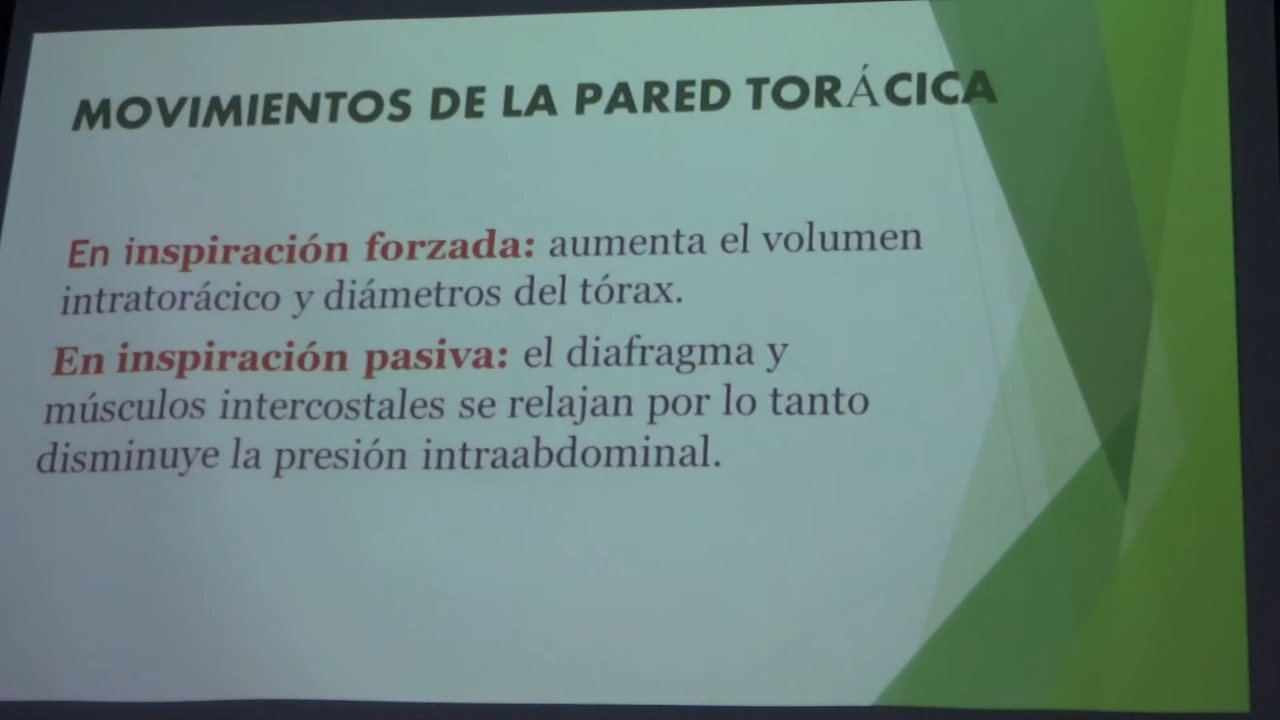 MOVIMIENTOS DE LA PARED TORÁCICA
En inspiración forzada: aumenta el volumen
intratorácico y diámetros del tórax.
En inspiración pasiva: el diafragma y
músculos intercostales se relajan por lo tanto
disminuye la presión intraabdominal.